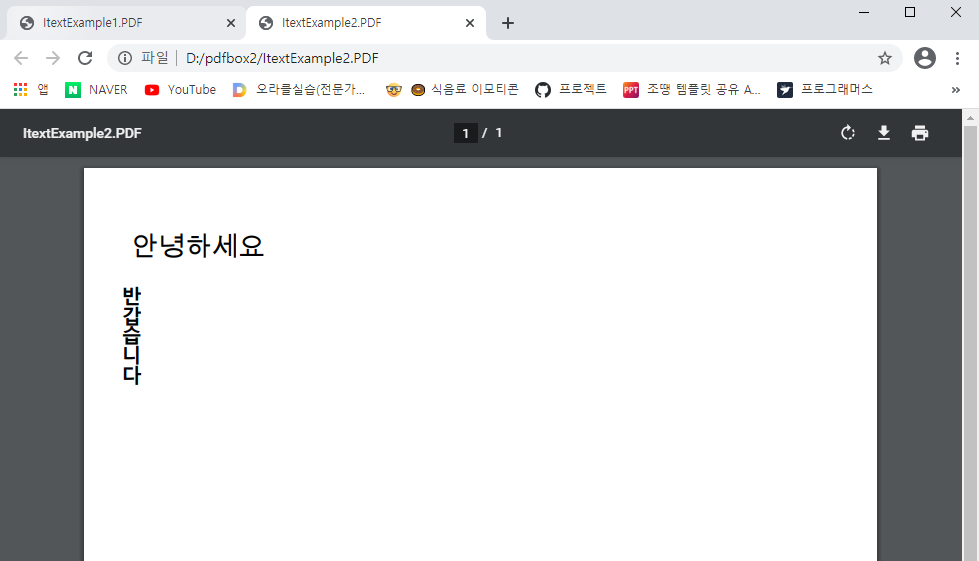 ItextExample1.PDF
ItextExample2.PDF
파일 | D:/pdfbox2/ItextExample2.PDF
앱 NAVER YouTube 오라클실습(전문가... 식음료 이모티콘 프로젝트 PPT 조땡 템플릿 공유 A... 프로그래머스 »
ItextExample2.PDF 1 / 1
안녕하세요
반갑습니다